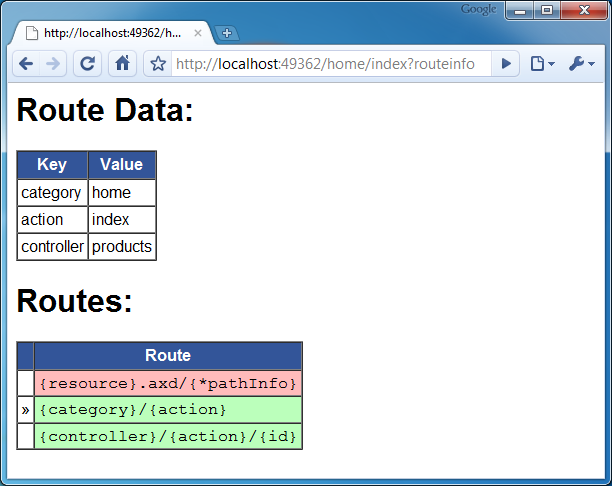 Google
http://localhost:49362/h...
http://localhost:49362/home/index?routeinfo
Route Data:
Key Value
category home
action index
controller products
Routes:
Route
{resource}.axd/{*pathInfo}
» {category}/{action}
{controller}/{action}/{id}